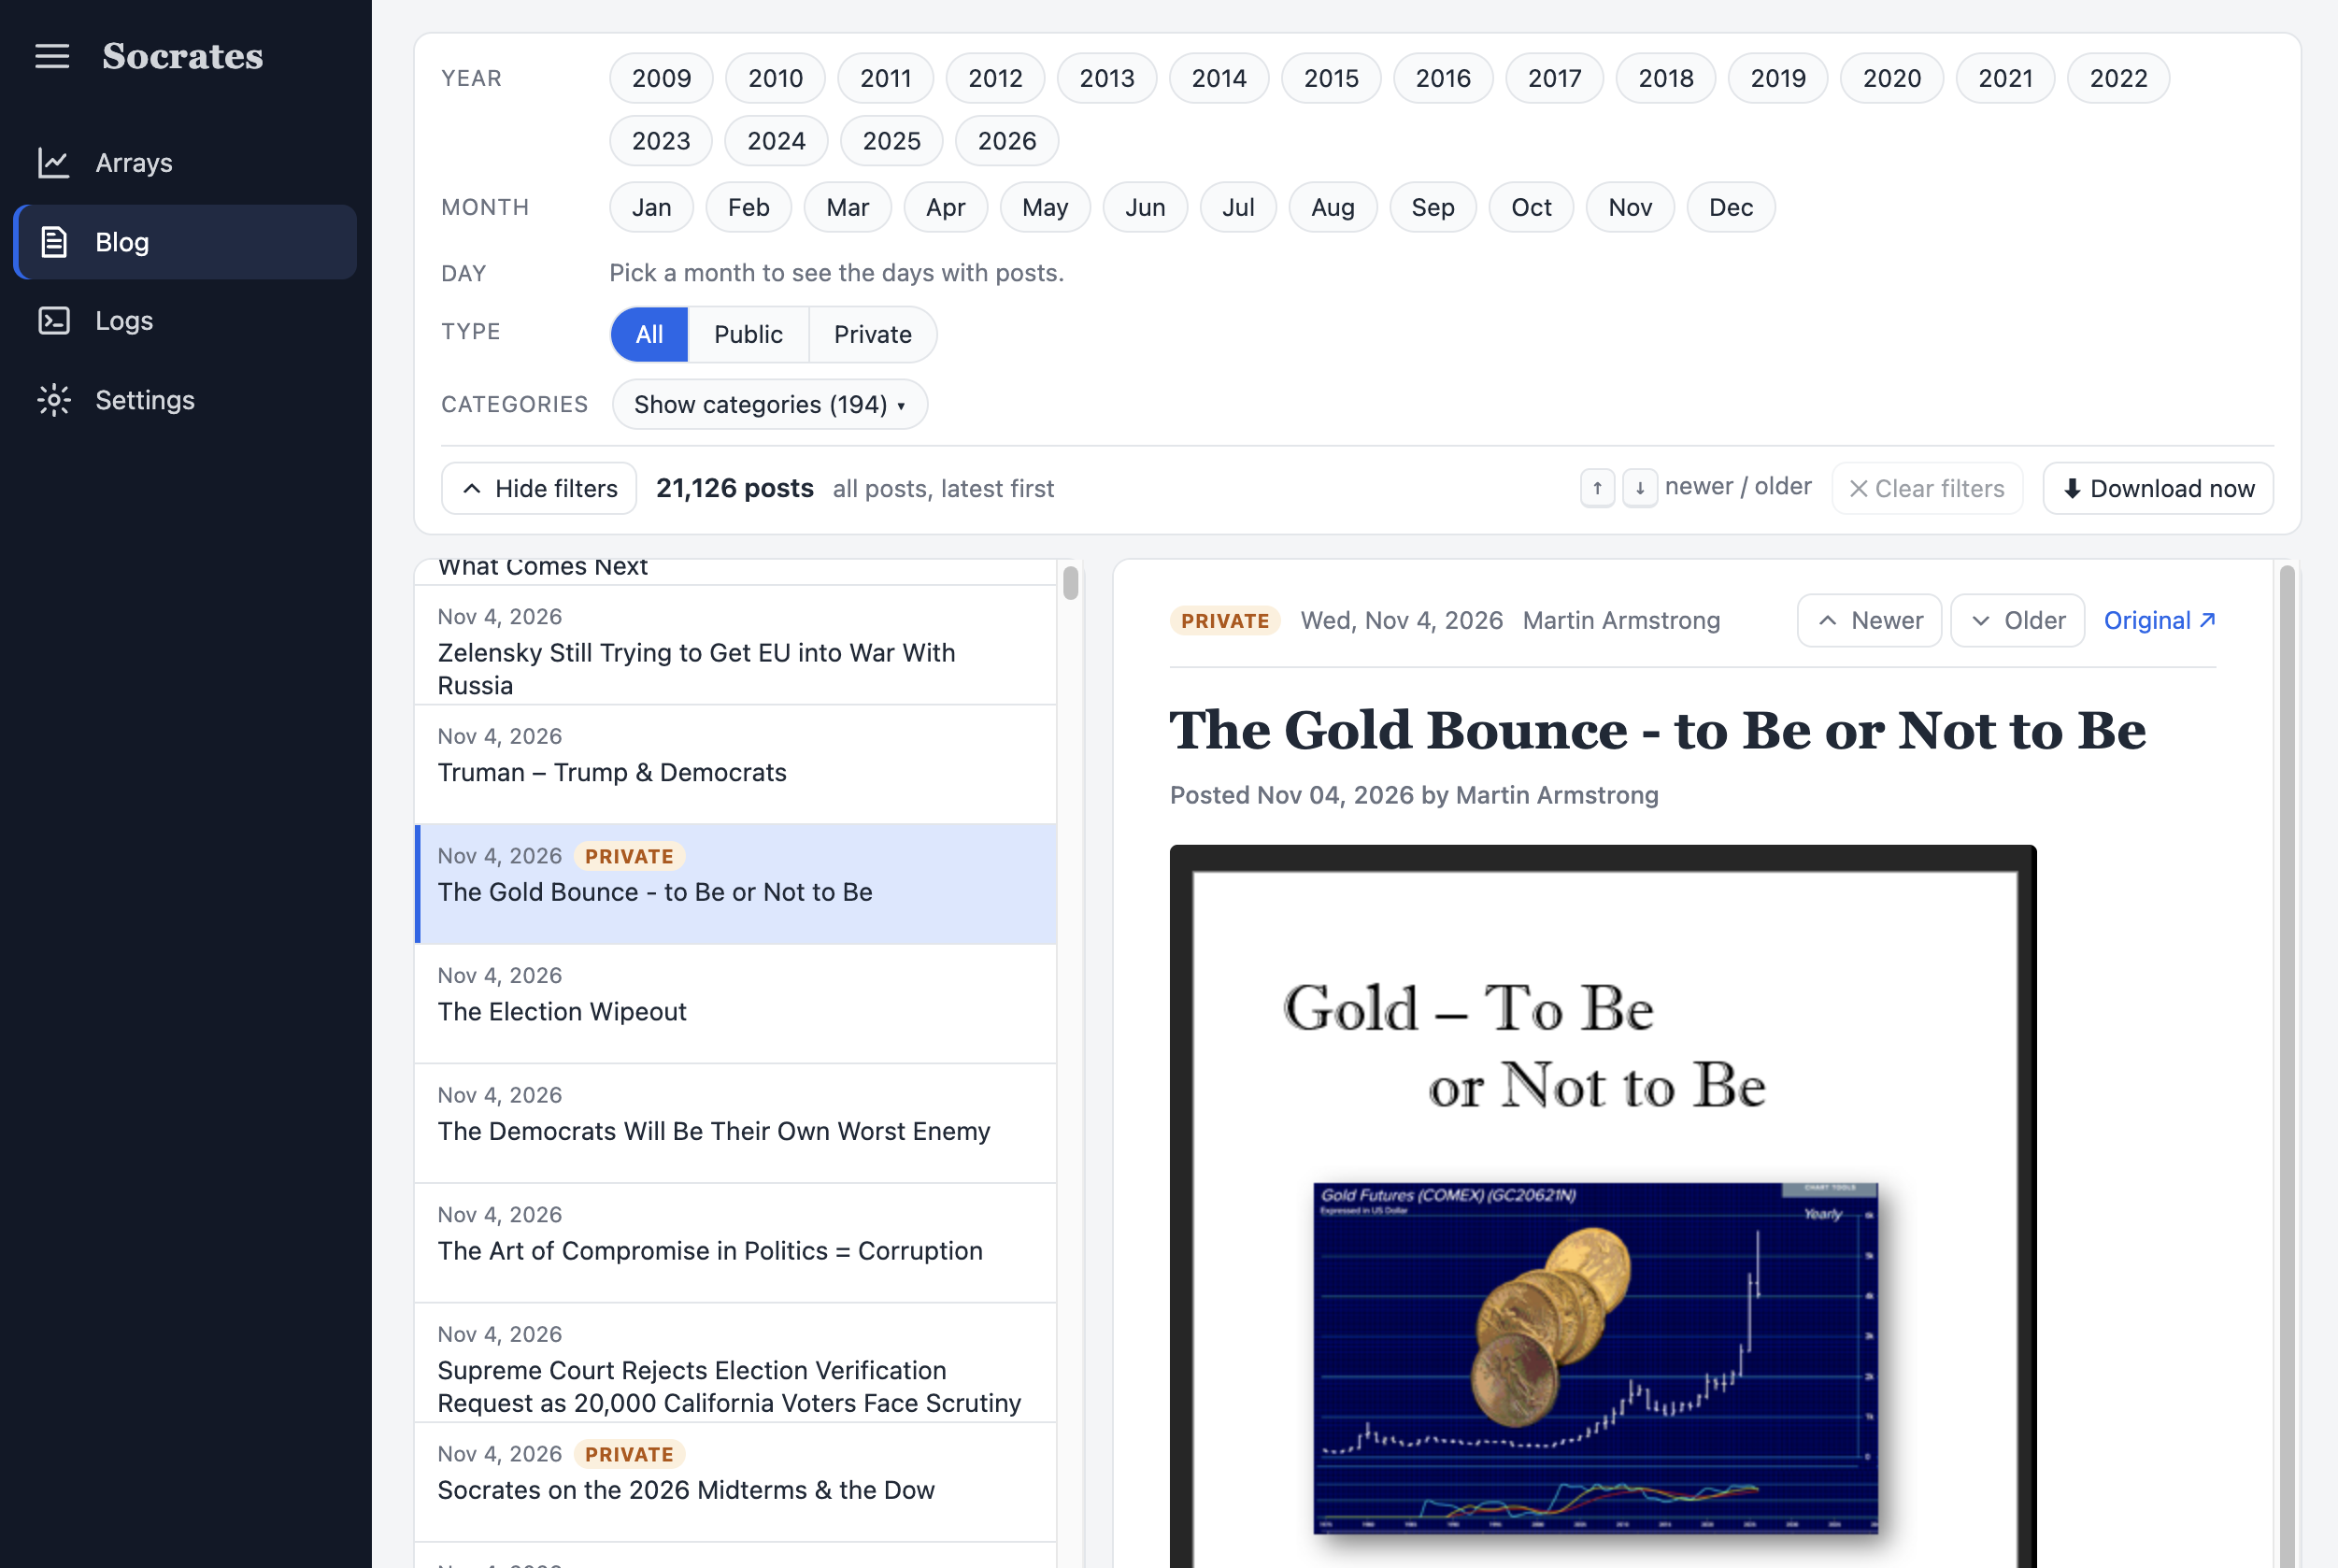 Socrates
Arrays
Blog
Logs
Settings
YEAR
2009 2010 2011 2012 2013 2014 2015 2016 2017 2018 2019 2020 2021 2022
2023 2024 2025 2026
MONTH
Jan Feb Mar Apr May Jun Jul Aug Sep Oct Nov Dec
DAY
Pick a month to see the days with posts.
TYPE
All Public Private
CATEGORIES
Show categories (194) ▾
Hide filters 21,126 posts all posts, latest first
↑ ↓ newer / older Clear filters Download now
What Comes Next
Nov 4, 2026
Zelensky Still Trying to Get EU into War With
Russia
Nov 4, 2026
Truman – Trump & Democrats
Nov 4, 2026 PRIVATE
The Gold Bounce - to Be or Not to Be
Nov 4, 2026
The Election Wipeout
Nov 4, 2026
The Democrats Will Be Their Own Worst Enemy
Nov 4, 2026
The Art of Compromise in Politics = Corruption
Nov 4, 2026
Supreme Court Rejects Election Verification
Request as 20,000 California Voters Face Scrutiny
Nov 4, 2026 PRIVATE
Socrates on the 2026 Midterms & the Dow
PRIVATE Wed, Nov 4, 2026 Martin Armstrong
Newer Older Original ↗
The Gold Bounce - to Be or Not to Be
Posted Nov 04, 2026 by Martin Armstrong
Gold – To Be
or Not to Be
Gold Futures (COMEX) (GC20621N)
CHART TOOLS
Expressed in US Dollar
Yearly